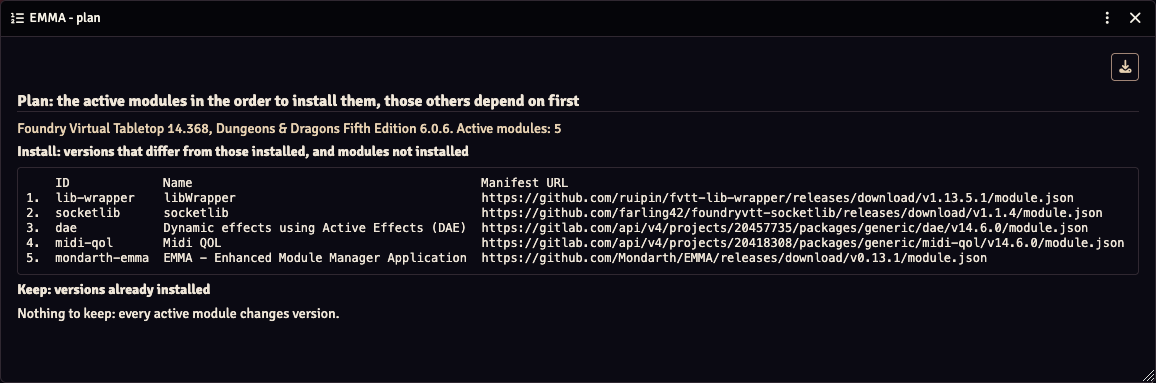 EMMA - plan
Plan: the active modules in the order to install them, those others depend on first
Foundry Virtual Tabletop 14.368, Dungeons & Dragons Fifth Edition 6.0.6. Active modules: 5
Install: versions that differ from those installed, and modules not installed
ID Name Manifest URL
1. lib-wrapper libWrapper https://github.com/ruipin/fvtt-lib-wrapper/releases/download/v1.13.5.1/module.json
2. socketlib socketlib https://github.com/farling42/foundryvtt-socketlib/releases/download/v1.1.4/module.json
3. dae Dynamic effects using Active Effects (DAE) https://gitlab.com/api/v4/projects/20457735/packages/generic/dae/v14.6.0/module.json
4. midi-qol Midi QOL https://gitlab.com/api/v4/projects/20418308/packages/generic/midi-qol/v14.6.0/module.json
5. mondarth-emma EMMA - Enhanced Module Manager Application https://github.com/Mondarth/EMMA/releases/download/v0.13.1/module.json
Keep: versions already installed
Nothing to keep: every active module changes version.